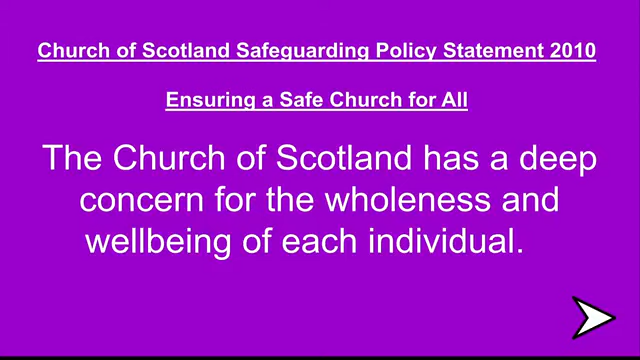 Church of Scotland Safeguarding Policy Statement 2010
Ensuring a Safe Church for All
The Church of Scotland has a deep
concern for the wholeness and
wellbeing of each individual.